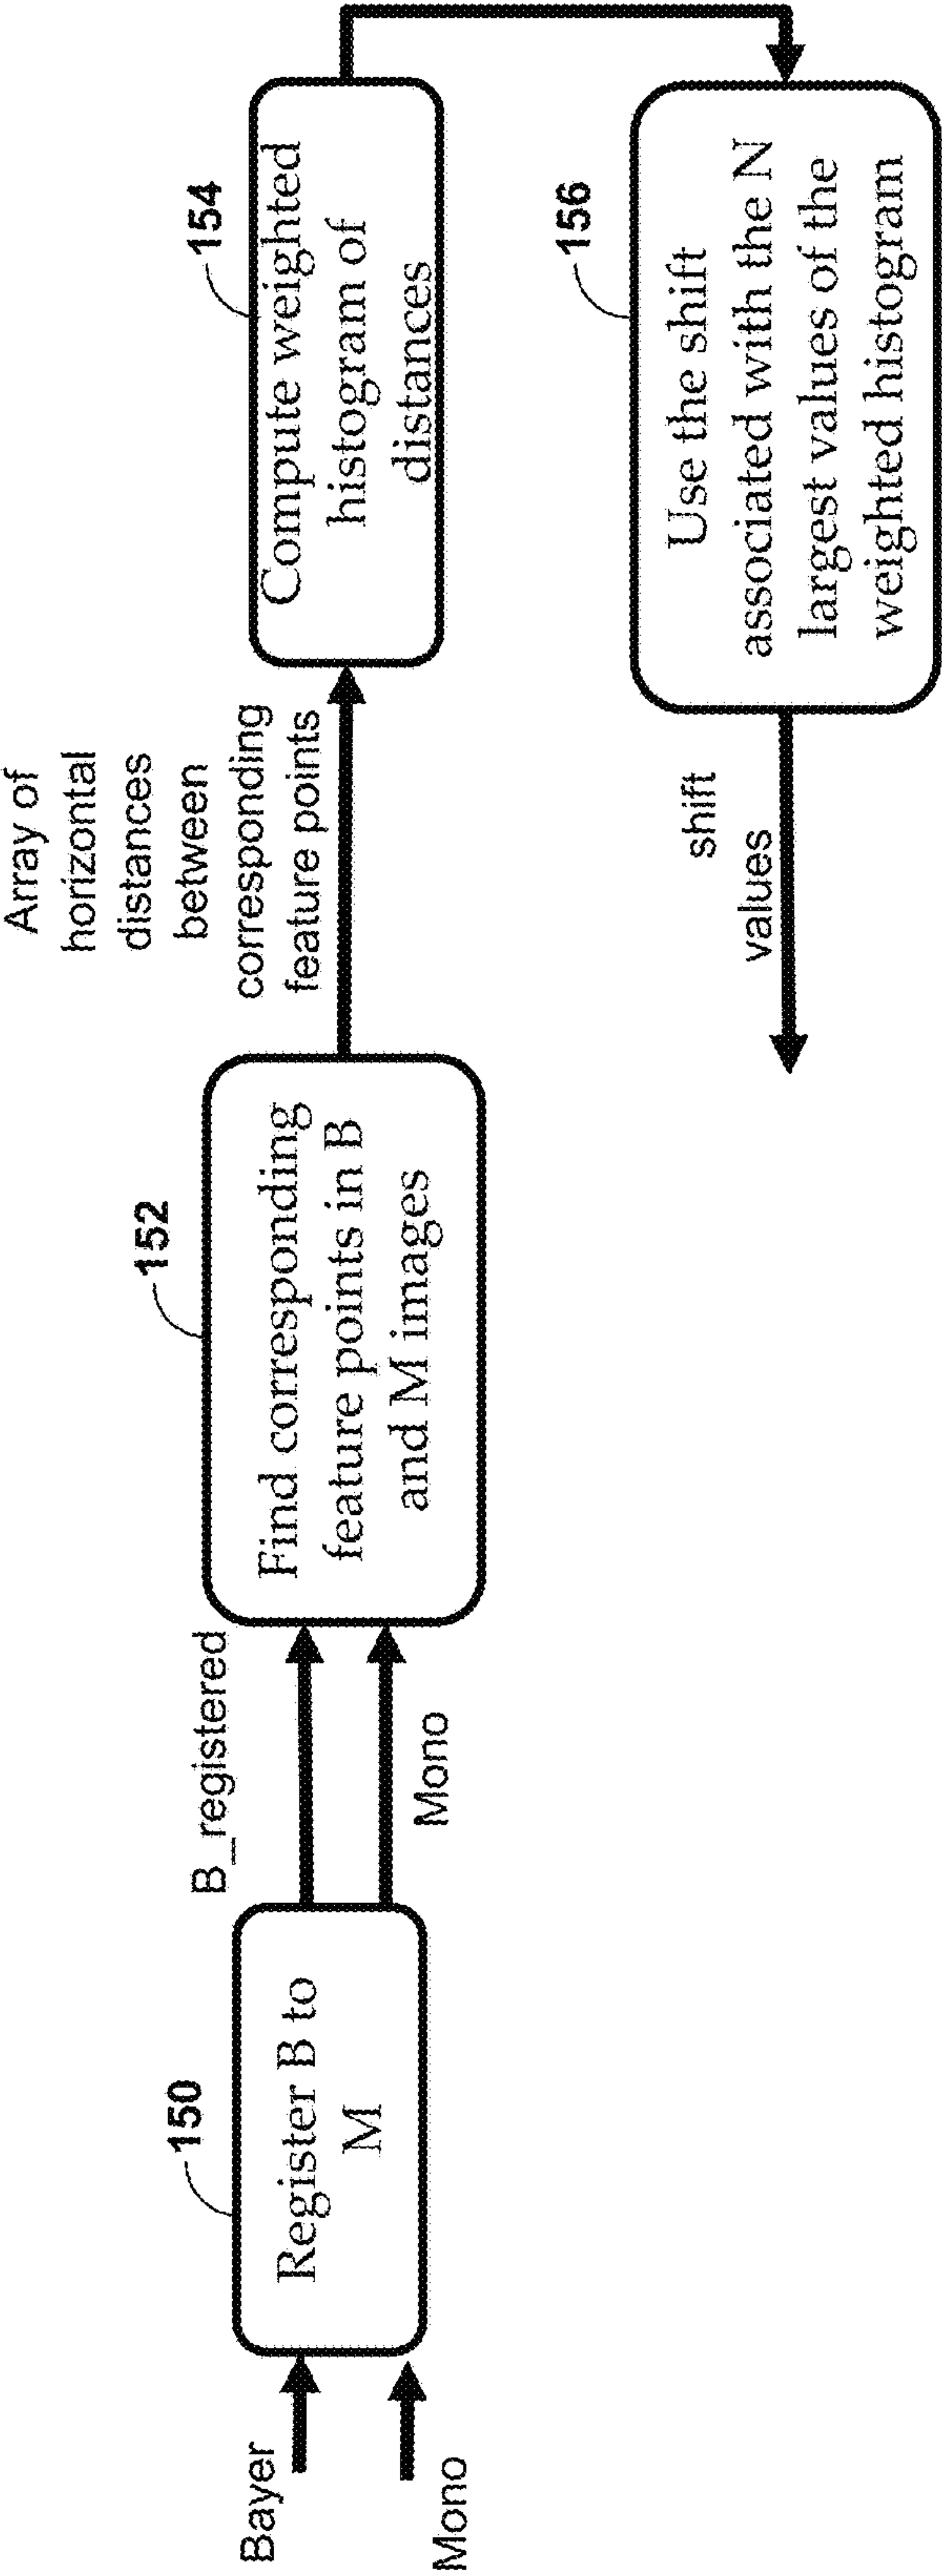 Bayer
Mono
150
Register B to
M
B_registered
Mono
152
Find corresponding
feature points in B
and M images
Array of
horizontal
distances
between
corresponding
feature points
154
Compute weighted
histogram of
distances
156
Use the shift
associated with the N
largest values of the
weighted histogram
shift
values